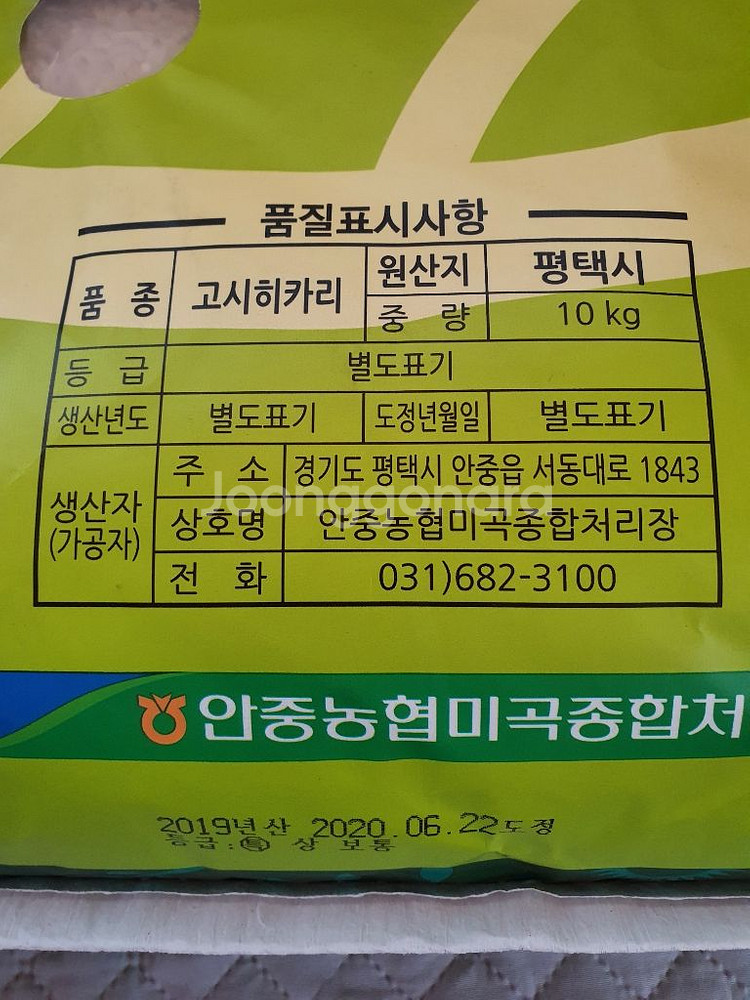 품질표시사항
품 종 고시히카리 원산지 평택시
중 량 10 kg
등 급 별도표기
생산년도 별도표기 도정년월일 별도표기
생산자
(가공자)
주 소 경기도 평택시 안중읍 서동대로 1843
상호명 안중농협미곡종합처리장
전 화 031)682-3100
Joonggonara
안중농협미곡종합처
2019년산 2020.06.22도정
등급:특 상 보통